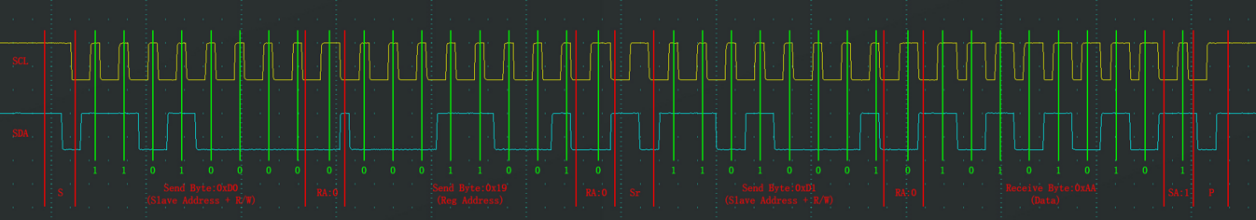 SCL
SDA
1 1 0 1 0 0 0 0 0 0 0 0 1 1 0 0 1 0 1 1 0 1 0 0 0 1 0 1 0 1 0 1 0 1 0 1
S Send Byte:0xD0 RA:0 Send Byte:0x19 RA:0 Sr Send Byte:0xD1 RA:0 Receive Byte:0xAA SA:1 P
(Slave Address + R/W) (Reg Address) (Slave Address + R/W) (Data)